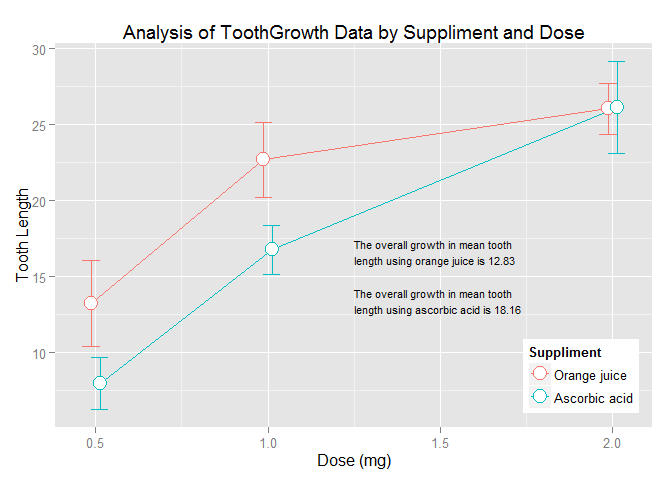 Analysis of ToothGrowth Data by Suppliment and Dose
30
25
20
15
10
Tooth Length
The overall growth in mean tooth
length using orange juice is 12.83
The overall growth in mean tooth
length using ascorbic acid is 18.16
Suppliment
Orange juice
Ascorbic acid
0.5
1.0
1.5
2.0
Dose (mg)